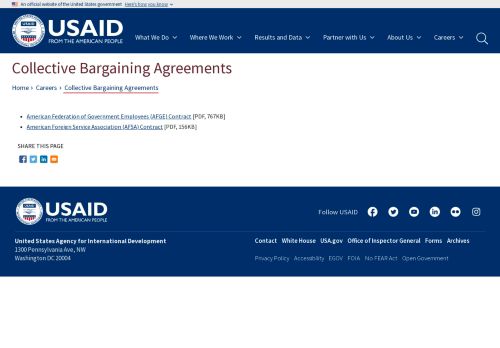 An official website of the United States government Here's how you know
USAID
FROM THE AMERICAN PEOPLE
What We Do Where We Work Results and Data Partner with Us About Us Careers
Collective Bargaining Agreements
Home › Careers › Collective Bargaining Agreements
American Federation of Government Employees (AFGE) Contract [PDF, 767KB]
American Foreign Service Association (AFSA) Contract [PDF, 156KB]
SHARE THIS PAGE
USAID
FROM THE AMERICAN PEOPLE
Follow USAID
United States Agency for International Development
1300 Pennsylvania Ave, NW
Washington DC 20004
Contact White House USA.gov Office of Inspector General Forms Archives
Privacy Policy Accessibility EGOV FOIA No FEAR Act Open Government